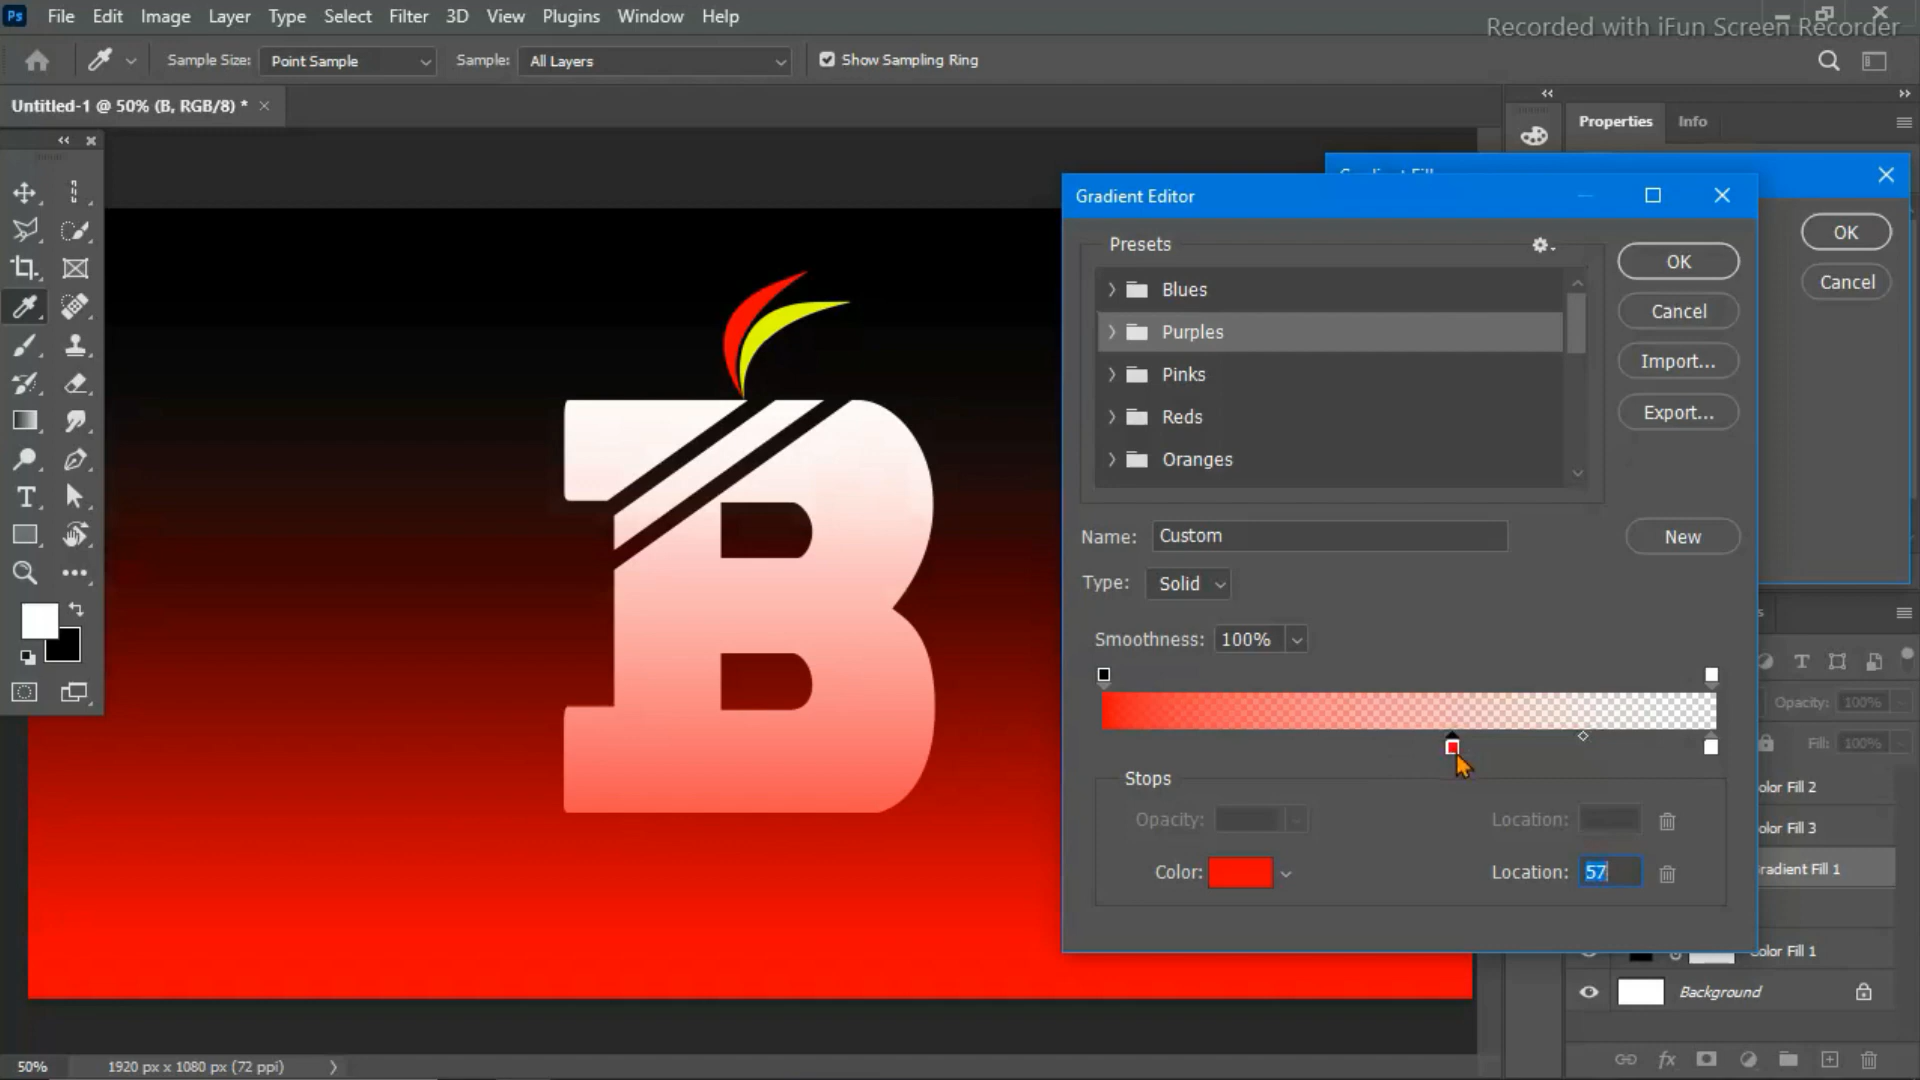 Ps File Edit Image Layer Type Select Filter 3D View Plugins Window Help
Recorded with iFun Screen Recorder
Sample Size: Point Sample Sample: All Layers Show Sampling Ring
Untitled-1 @ 50% (B, RGB/8) *
Properties Info
Gradient Editor
Presets
OK
OK
Blues
Cancel
Purples
Cancel
Pinks
Import...
Reds
Export...
Oranges
Name: Custom New
Type: Solid
Smoothness: 100%
Opacity: 100%
Fill: 100%
Stops
olor Fill 2
Opacity: Location:
olor Fill 3
Color: Location: 57
radient Fill 1
olor Fill 1
Background
B
50% 1920 px x 1080 px (72 ppi)